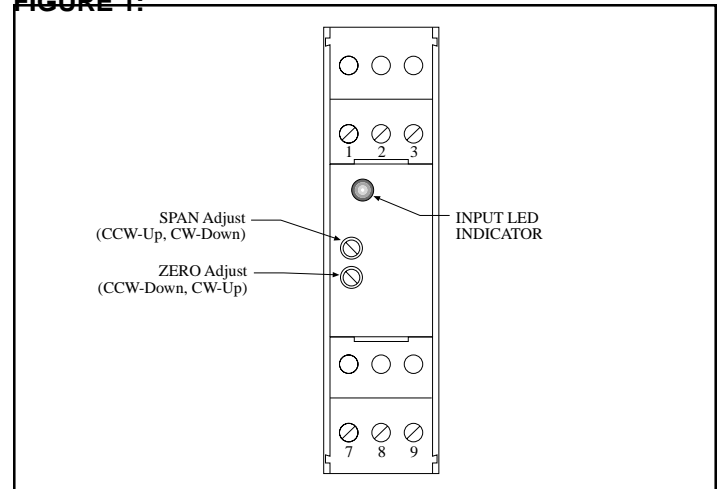 FIGURE 1:
1 2 3
SPAN Adjust
(CCW-Up, CW-Down)
INPUT LED
INDICATOR
ZERO Adjust
(CCW-Down, CW-Up)
7 8 9